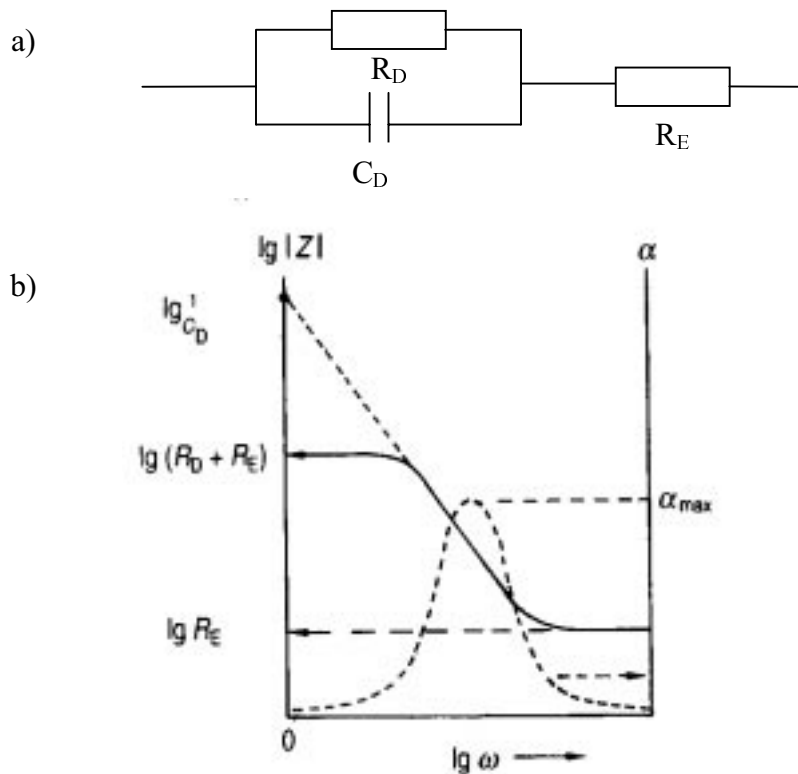 a)
R_D
C_D
R_E
b)
lg |Z|
α
lg 1/C_D
lg (R_D + R_E)
α_max
lg R_E
0
lg ω